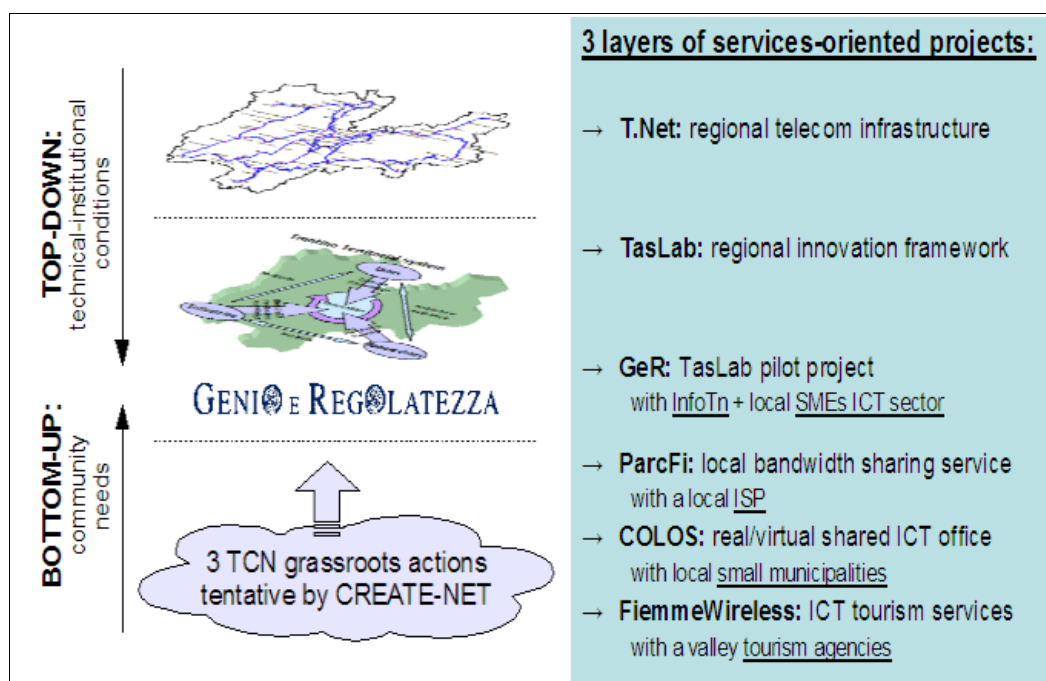 TOP-DOWN:
technical-institutional
conditions
BOTTOM-UP:
community
needs
Trentino Territorial system
GENIO E REGOLATEZZA
3 TCN grassroots actions
tentative by CREATE-NET
3 layers of services-oriented projects:
→ T.Net: regional telecom infrastructure
→ TasLab: regional innovation framework
→ GeR: TasLab pilot project
with InfoTn + local SMEs ICT sector
→ ParcFi: local bandwidth sharing service
with a local ISP
→ COLOS: real/virtual shared ICT office
with local small municipalities
→ FiemmeWireless: ICT tourism services
with a valley tourism agencies